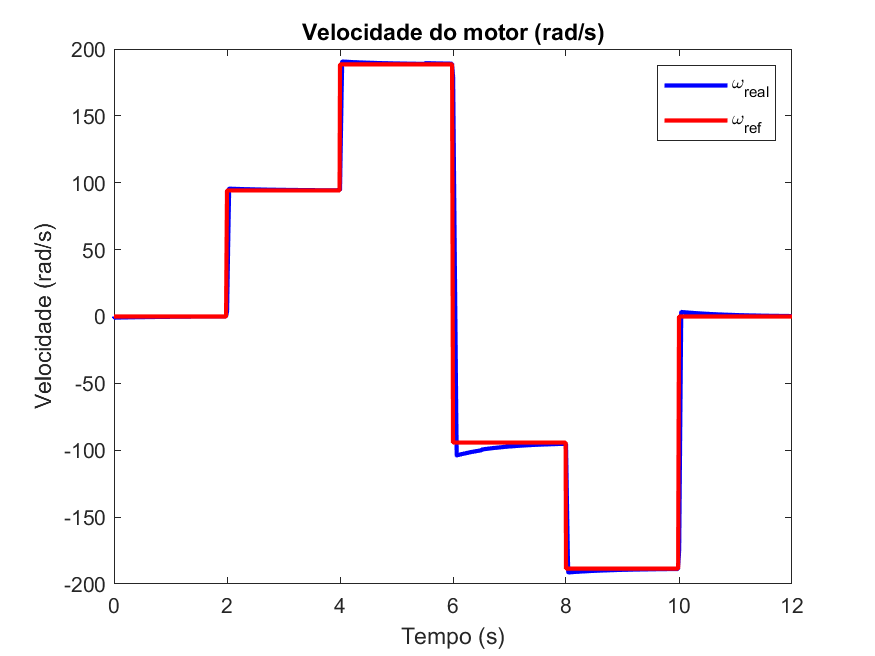 Velocidade do motor (rad/s)
ω_real
ω_ref
200
150
100
50
0
-50
-100
-150
-200
Velocidade (rad/s)
0 2 4 6 8 10 12
Tempo (s)